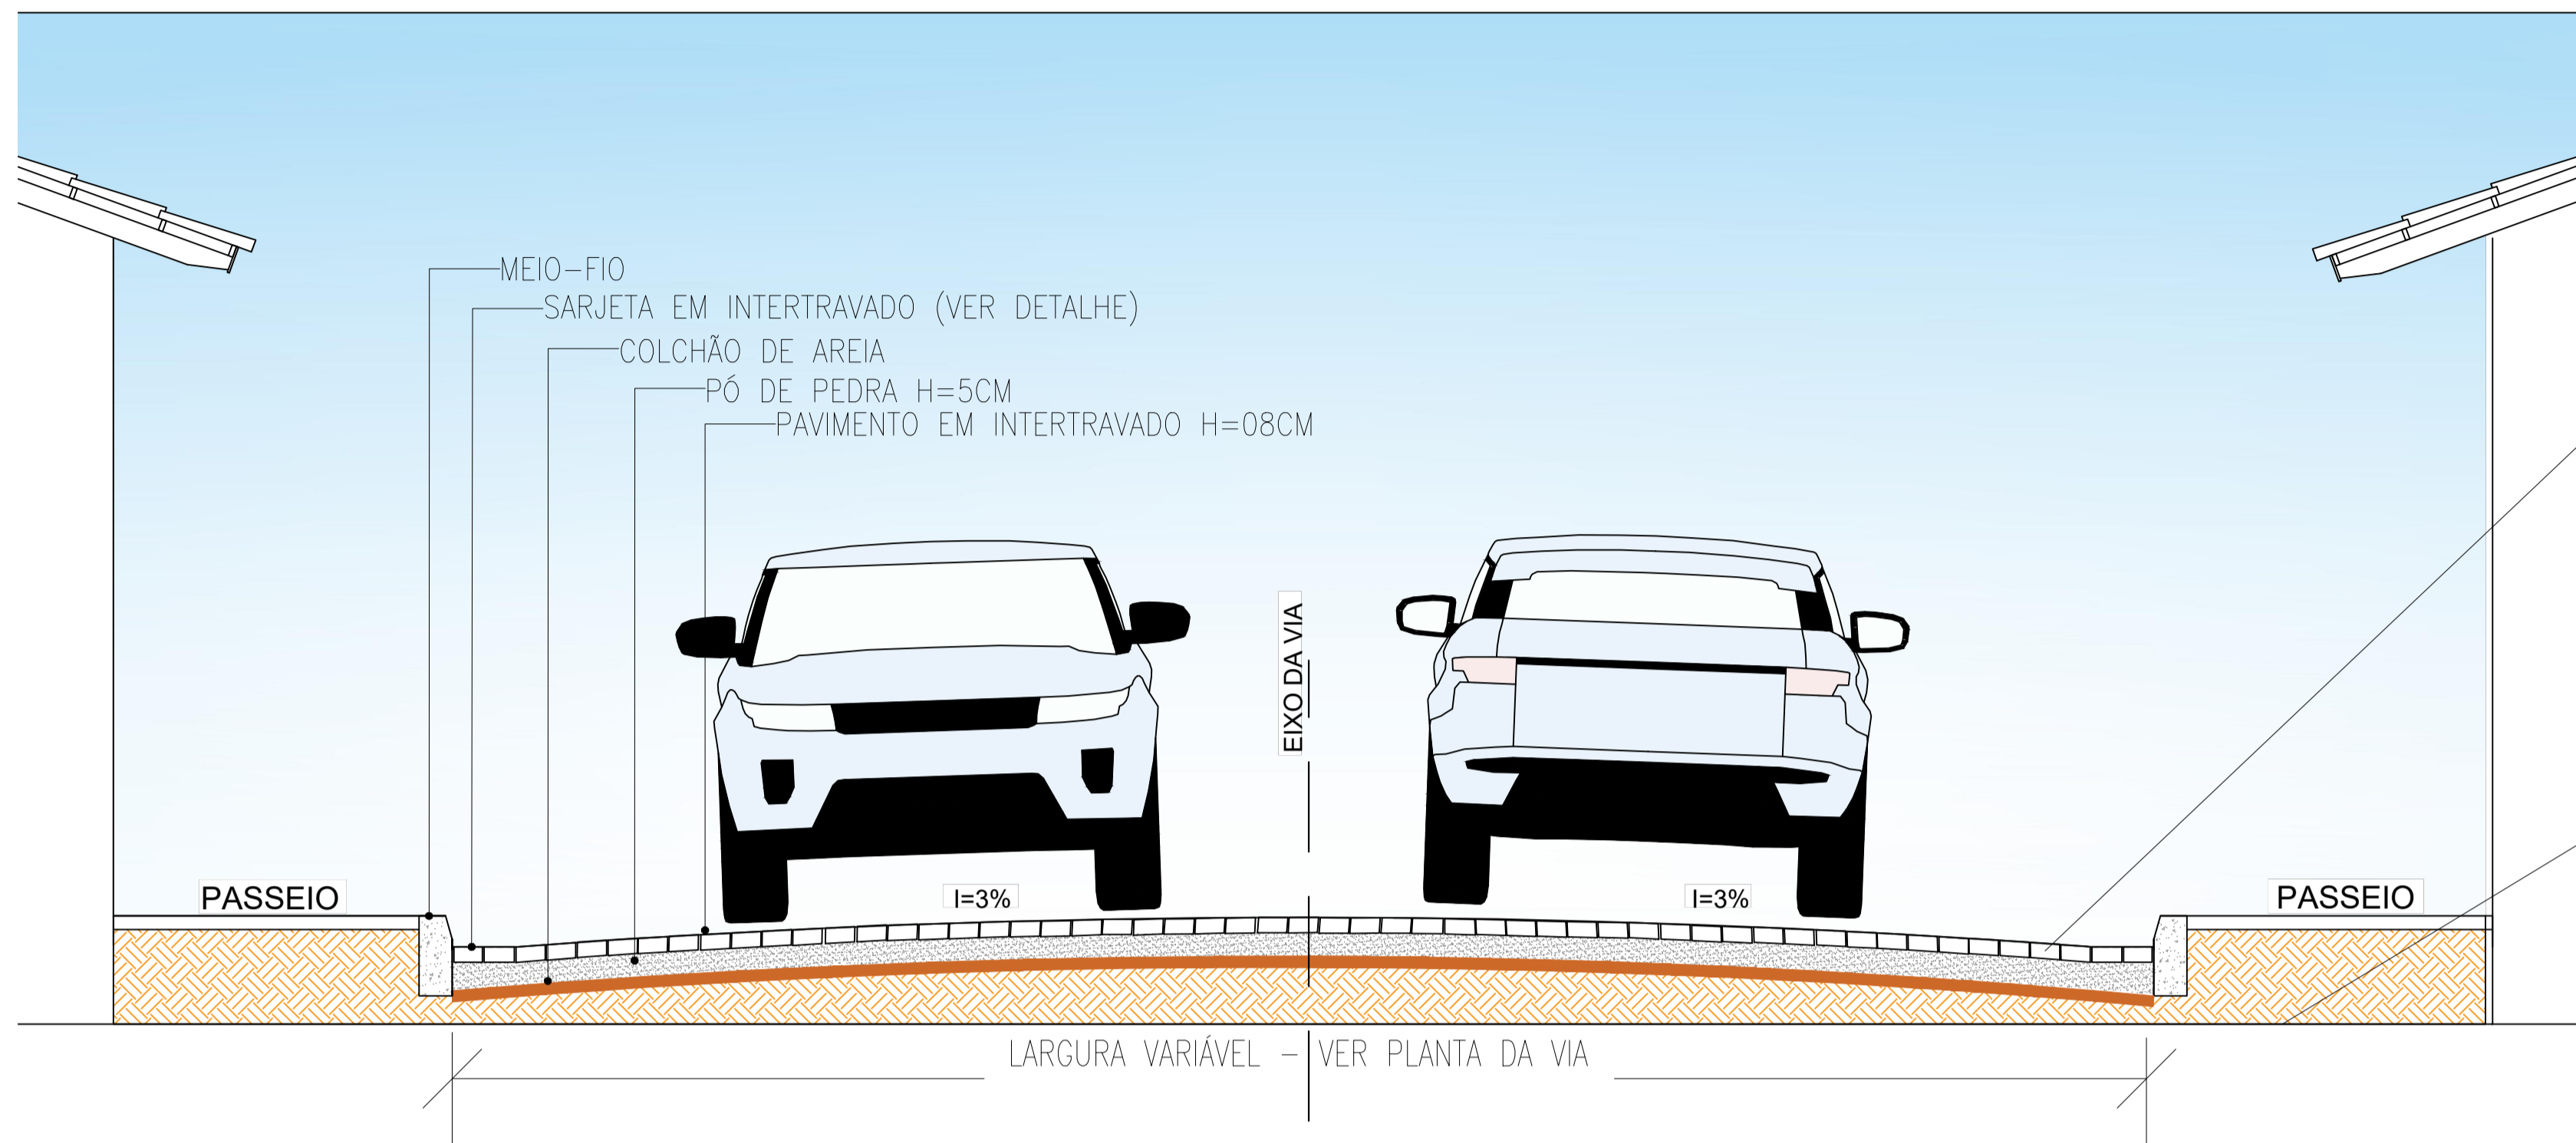 MEIO-FIO
SARJETA EM INTERTRAVADO (VER DETALHE)
COLCHÃO DE AREIA
PÓ DE PEDRA H=5CM
PAVIMENTO EM INTERTRAVADO H=08CM
EIXO DA VIA
PASSEIO
I=3%
I=3%
PASSEIO
LARGURA VARIÁVEL - VER PLANTA DA VIA